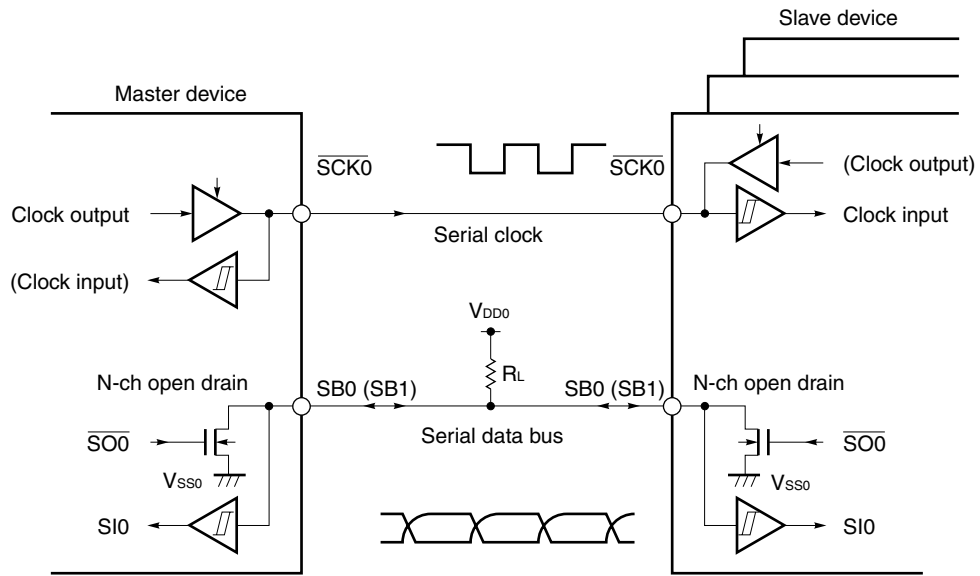 Slave device
Master device
SCK0
SCK0
(Clock output)
Clock output
Clock input
Serial clock
(Clock input)
VDD0
RL
N-ch open drain
SB0 (SB1)
SB0 (SB1)
N-ch open drain
SO0
Serial data bus
SO0
VSS0
VSS0
SI0
SI0